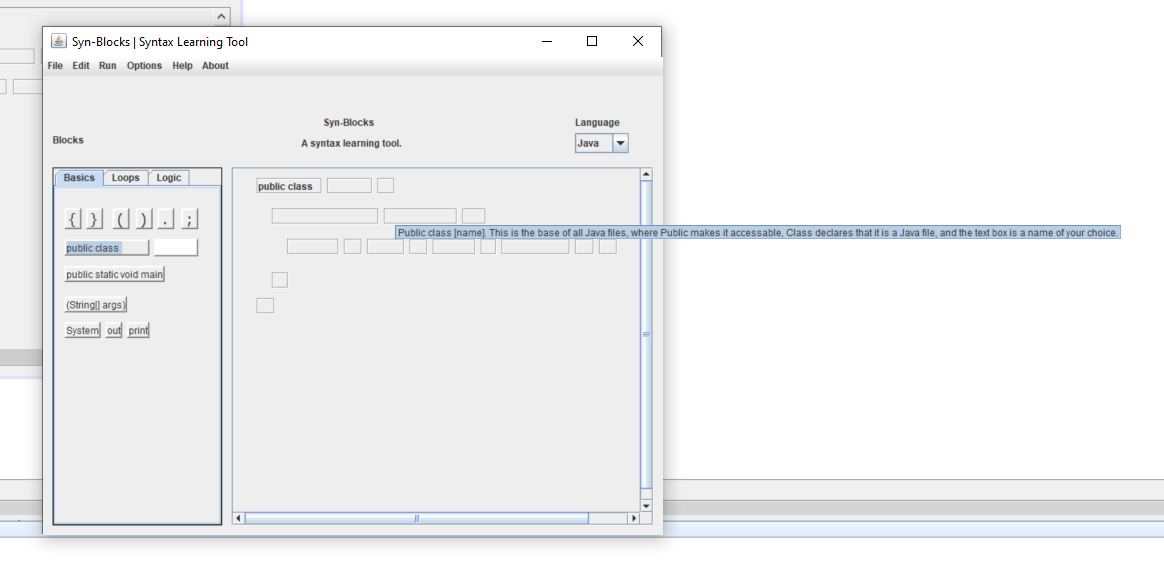 Syn-Blocks | Syntax Learning Tool
File Edit Run Options Help About
Syn-Blocks
Language
Blocks
A syntax learning tool.
Java
Basics Loops Logic
public class
{ } ( ) . ;
Public class [name]. This is the base of all Java files, where Public makes it accessable, Class declares that it is a Java file, and the text box is a name of your choice.
public class
public static void main
(String[] args)
System out print